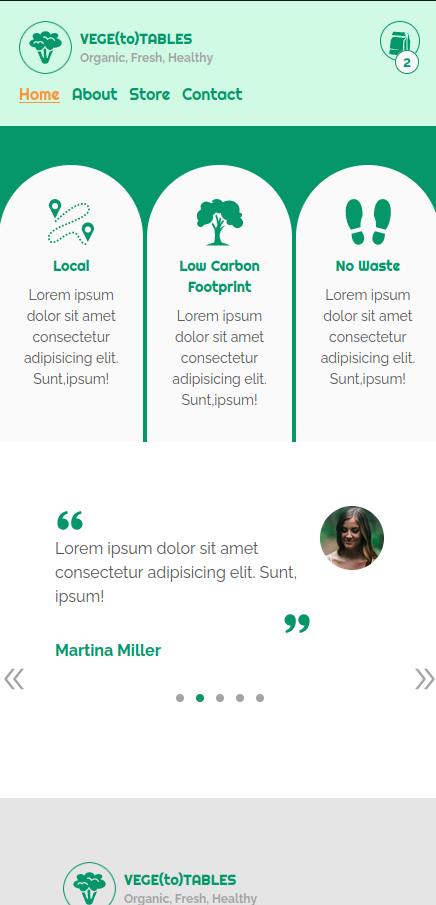 VEGE(to)TABLES
Organic, Fresh, Healthy
2
Home About Store Contact
Local
Lorem ipsum
dolor sit amet
consectetur
adipisicing elit.
Sunt,ipsum!
Low Carbon
Footprint
Lorem ipsum
dolor sit amet
consectetur
adipisicing elit.
Sunt,ipsum!
No Waste
Lorem ipsum
dolor sit amet
consectetur
adipisicing elit.
Sunt,ipsum!
“
Lorem ipsum dolor sit amet
consectetur adipisicing elit. Sunt,
ipsum!
”
Martina Miller
« »
VEGE(to)TABLES
Organic, Fresh, Healthy